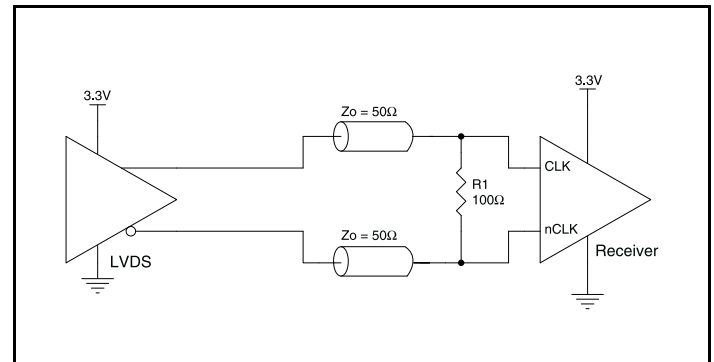 3.3V
3.3V
Zo = 50Ω
CLK
R1
100Ω
nCLK
Zo = 50Ω
LVDS
Receiver